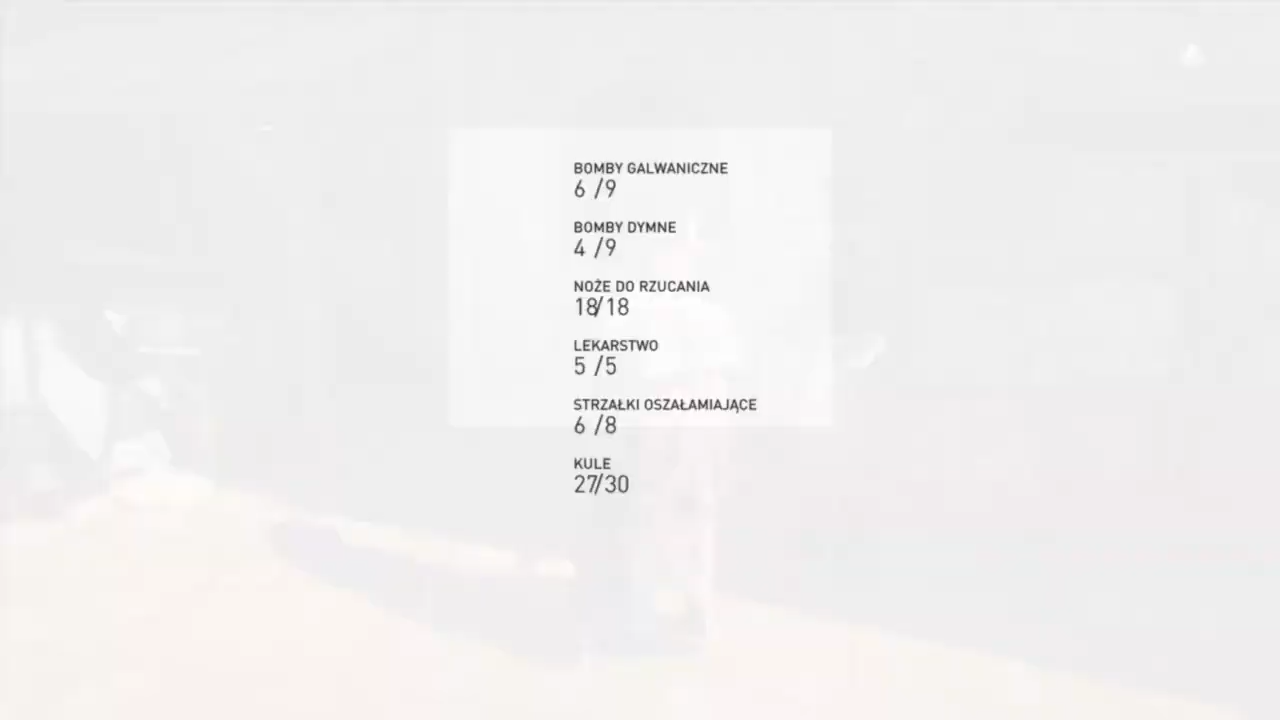 BOMBY GALWANICZNE
6 /9
BOMBY DYMNE
4 /9
NOŻE DO RZUCANIA
18/18
LEKARSTWO
5 /5
STRZAŁKI OSZAŁAMIAJĄCE
6 /8
KULE
27/30